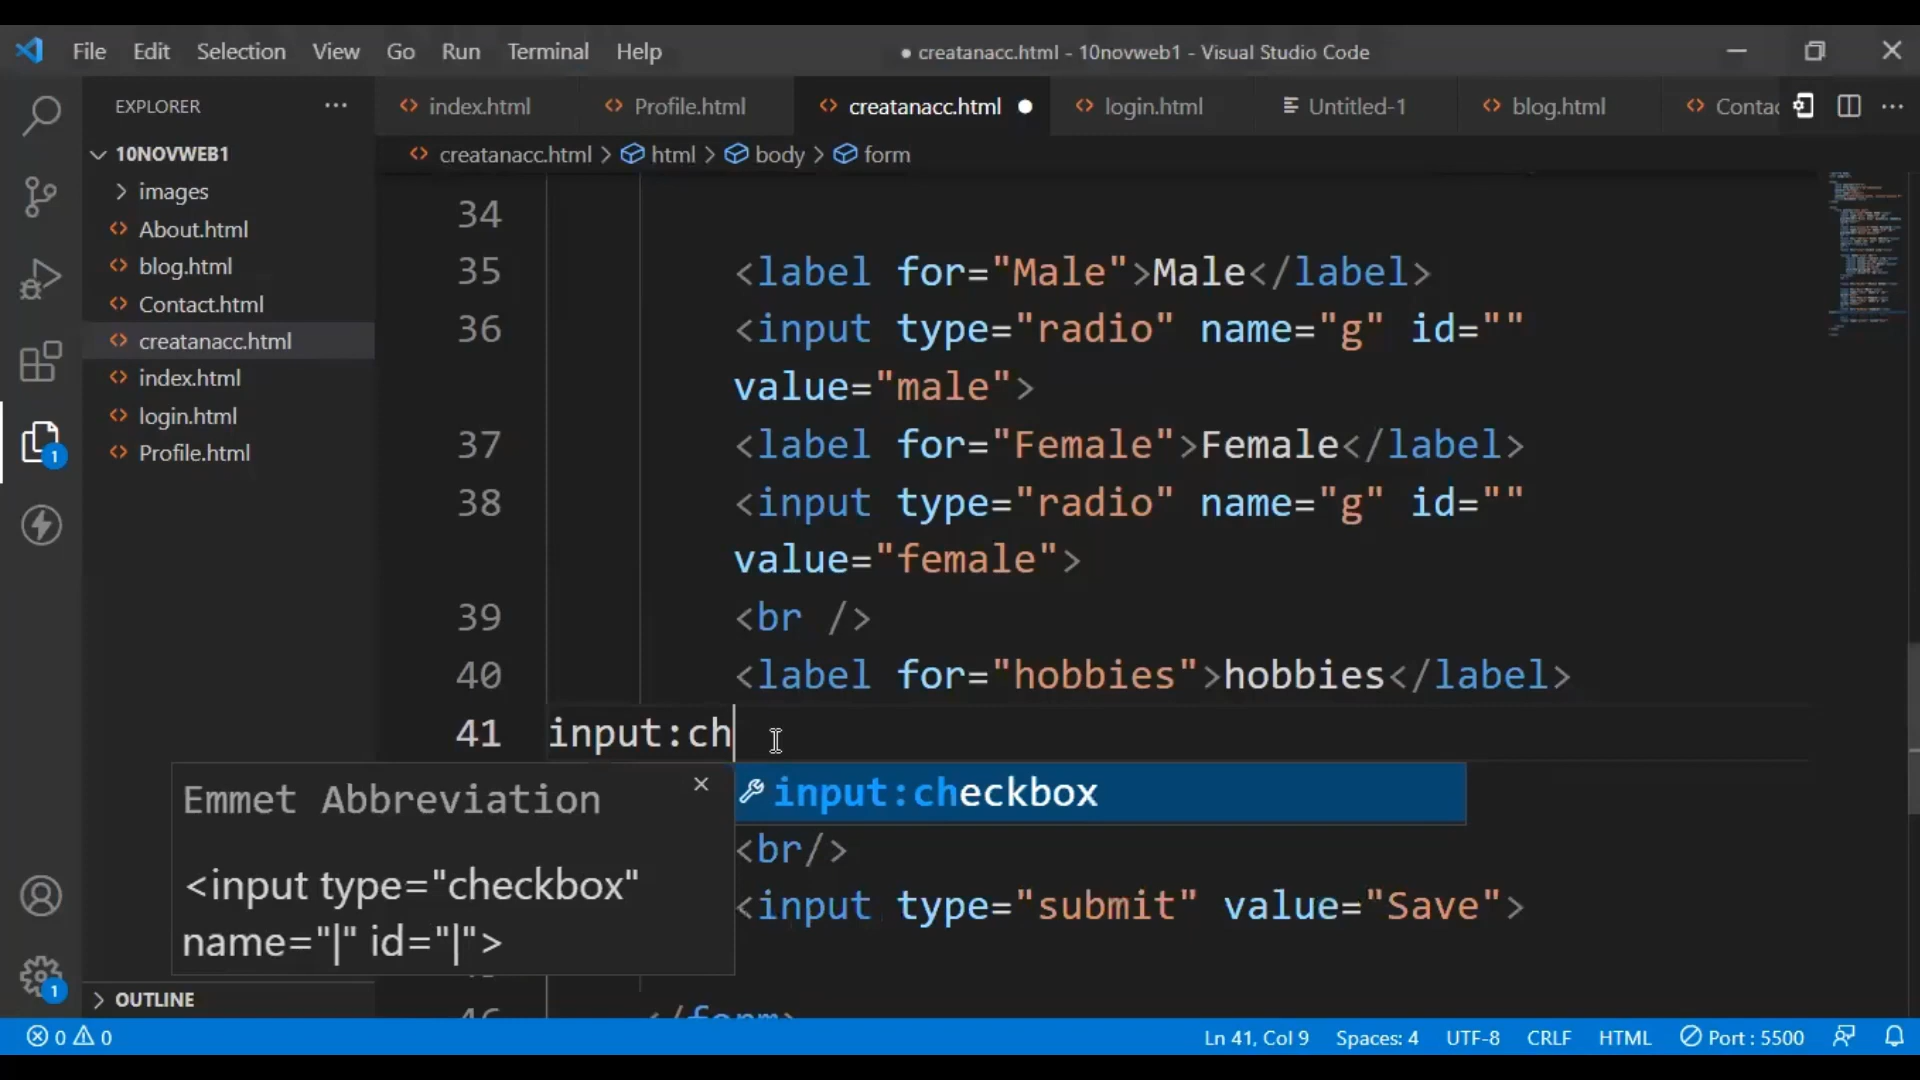 File Edit Selection View Go Run Terminal Help
● creatanacc.html - 10novweb1 - Visual Studio Code
EXPLORER
index.html Profile.html creatanacc.html login.html Untitled-1 blog.html Contac
creatanacc.html > html > body > form
10NOVWEB1
images
About.html
blog.html
Contact.html
creatanacc.html
index.html
login.html
Profile.html
OUTLINE
34
35 <label for="Male">Male</label>
36 <input type="radio" name="g" id=""
value="male">
37 <label for="Female">Female</label>
38 <input type="radio" name="g" id=""
value="female">
39 <br />
40 <label for="hobbies">hobbies</label>
41 input:ch
input:checkbox
Emmet Abbreviation
<input type="checkbox"
name="|" id="|">
<br/>
<input type="submit" value="Save">
46 </form>
1
1
0 0
Ln 41, Col 9 Spaces: 4 UTF-8 CRLF HTML Port : 5500